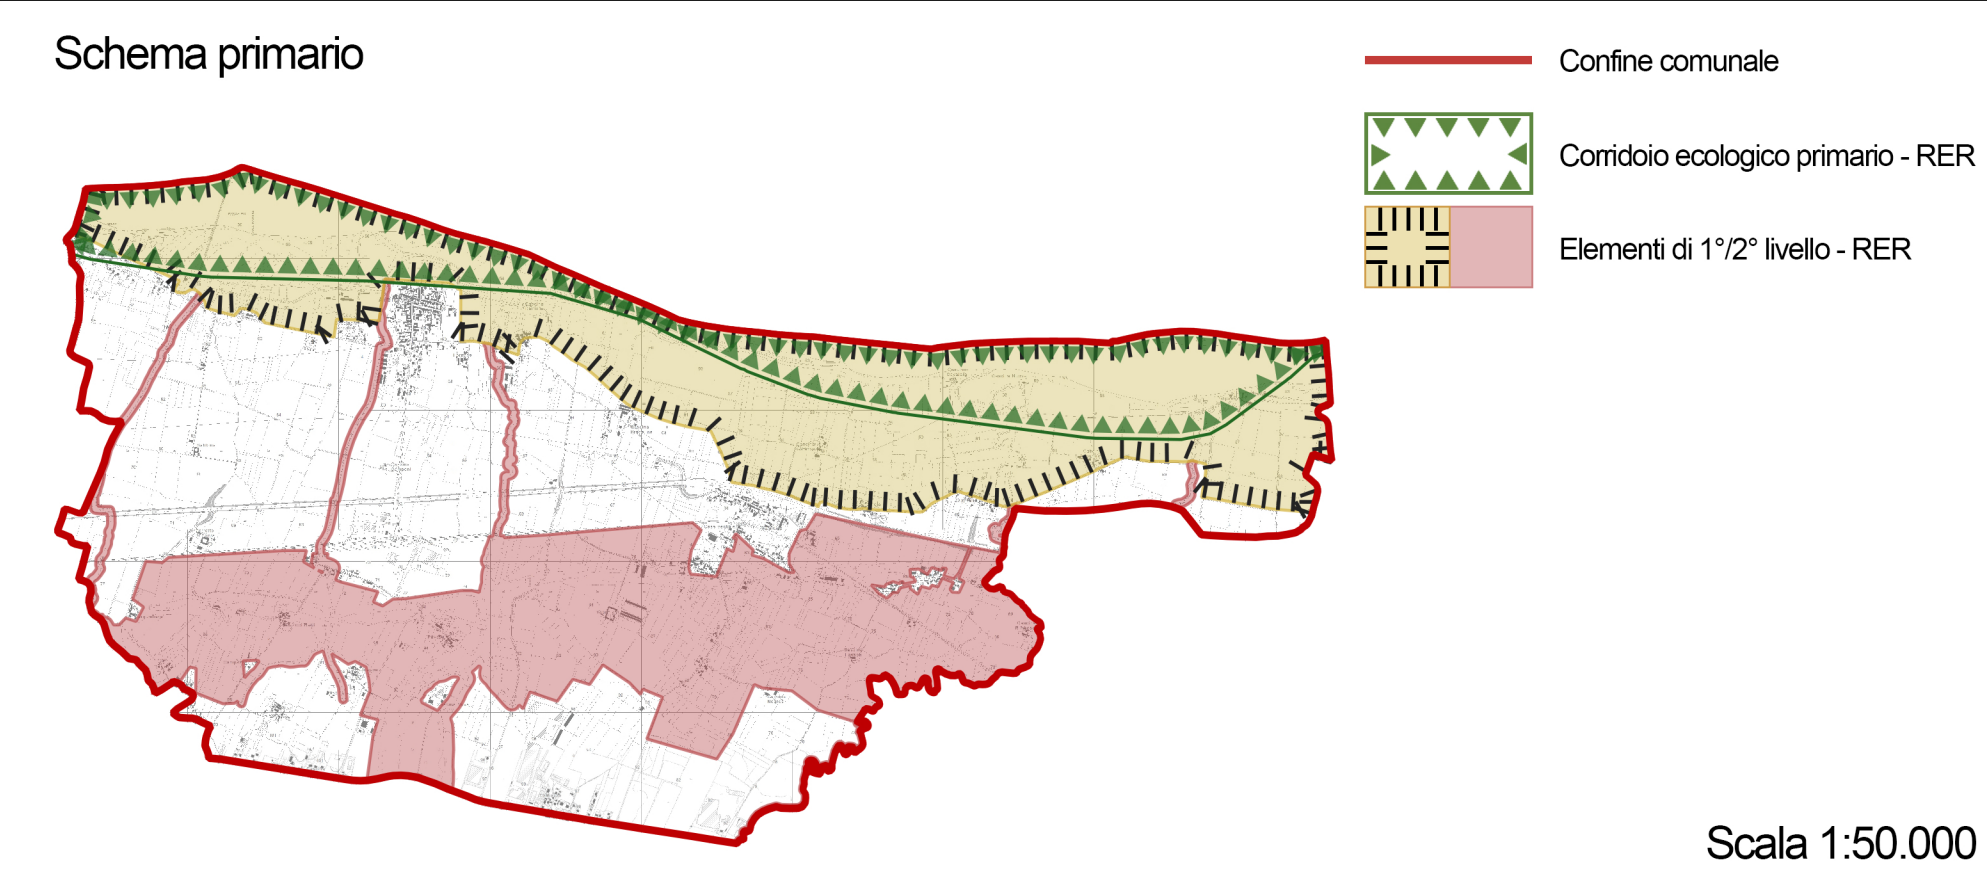 Schema primario
Confine comunale
Corridoio ecologico primario - RER
Elementi di 1°/2° livello - RER
Scala 1:50.000